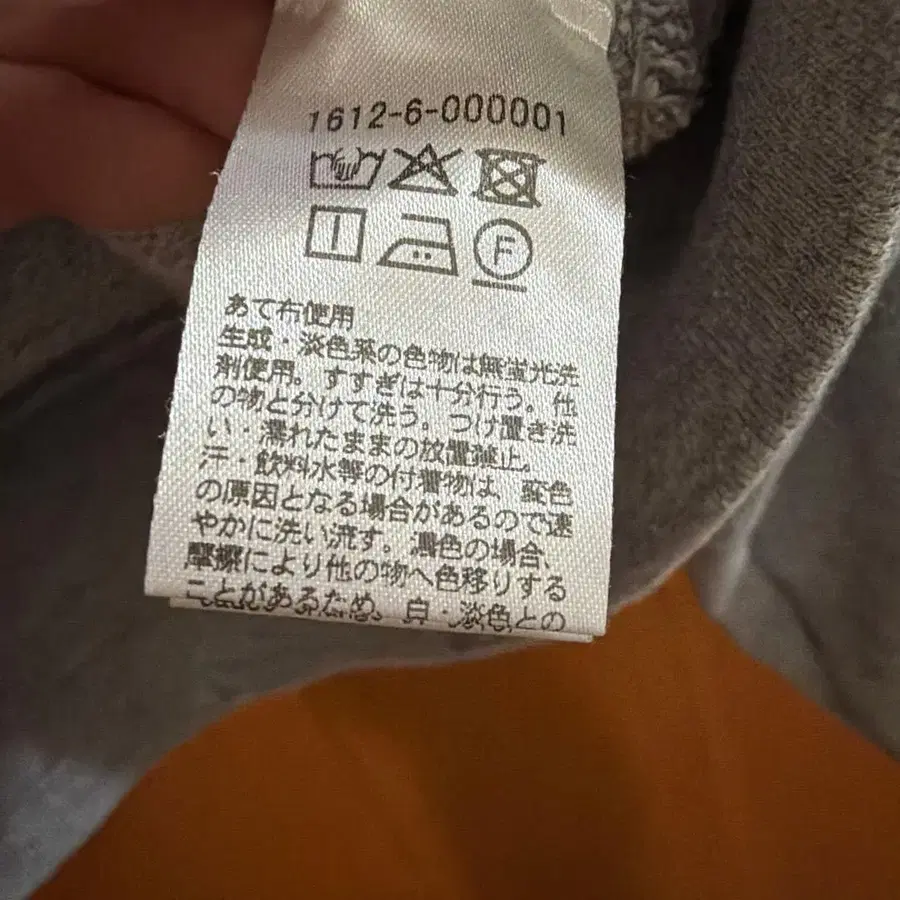 1612-6-000001
F
あて布使用
生成・淡色系の色物は無蛍光洗
剤使用。すすぎは十分行う。他
の物と分けて洗う。つけ置き洗
い・濡れたままの放置厳止。
汗・飲料水等の付着物は、変色
の原因となる場合があるので速
やかに洗い流す。濃色の場合、
摩擦により他の物へ色移りする
ことがあるため、白・淡色との